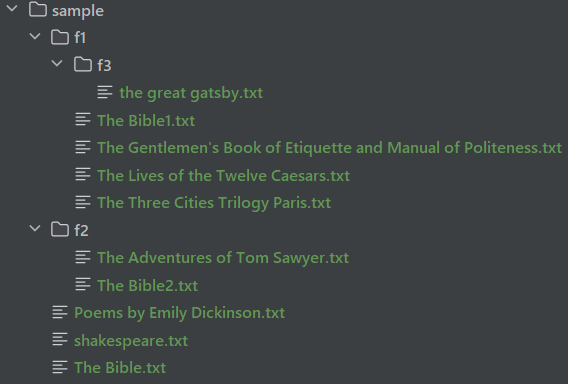 sample
f1
f3
the great gatsby.txt
The Bible1.txt
The Gentlemen's Book of Etiquette and Manual of Politeness.txt
The Lives of the Twelve Caesars.txt
The Three Cities Trilogy Paris.txt
f2
The Adventures of Tom Sawyer.txt
The Bible2.txt
Poems by Emily Dickinson.txt
shakespeare.txt
The Bible.txt